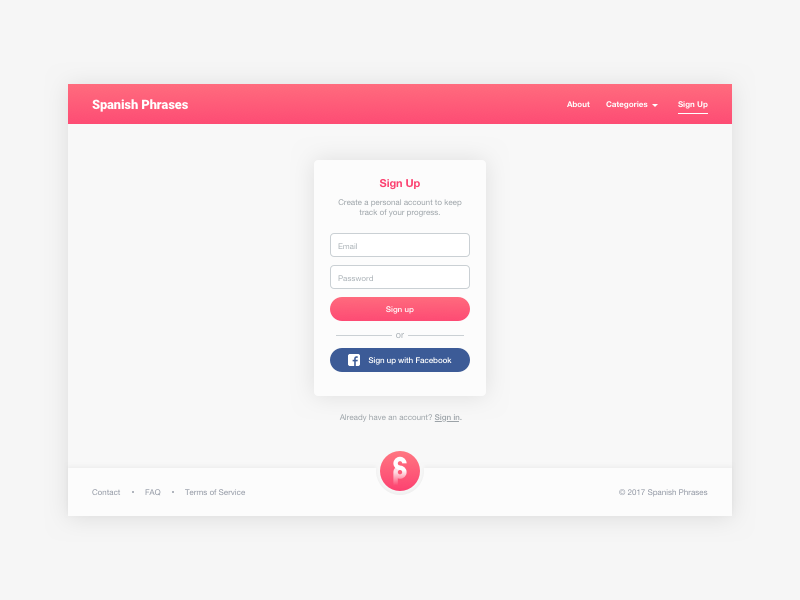 Spanish Phrases
About
Categories
Sign Up
Sign Up
Create a personal account to keep
track of your progress.
Email
Password
Sign up
or
Sign up with Facebook
Already have an account? Sign in.
SP
Contact • FAQ • Terms of Service
© 2017 Spanish Phrases